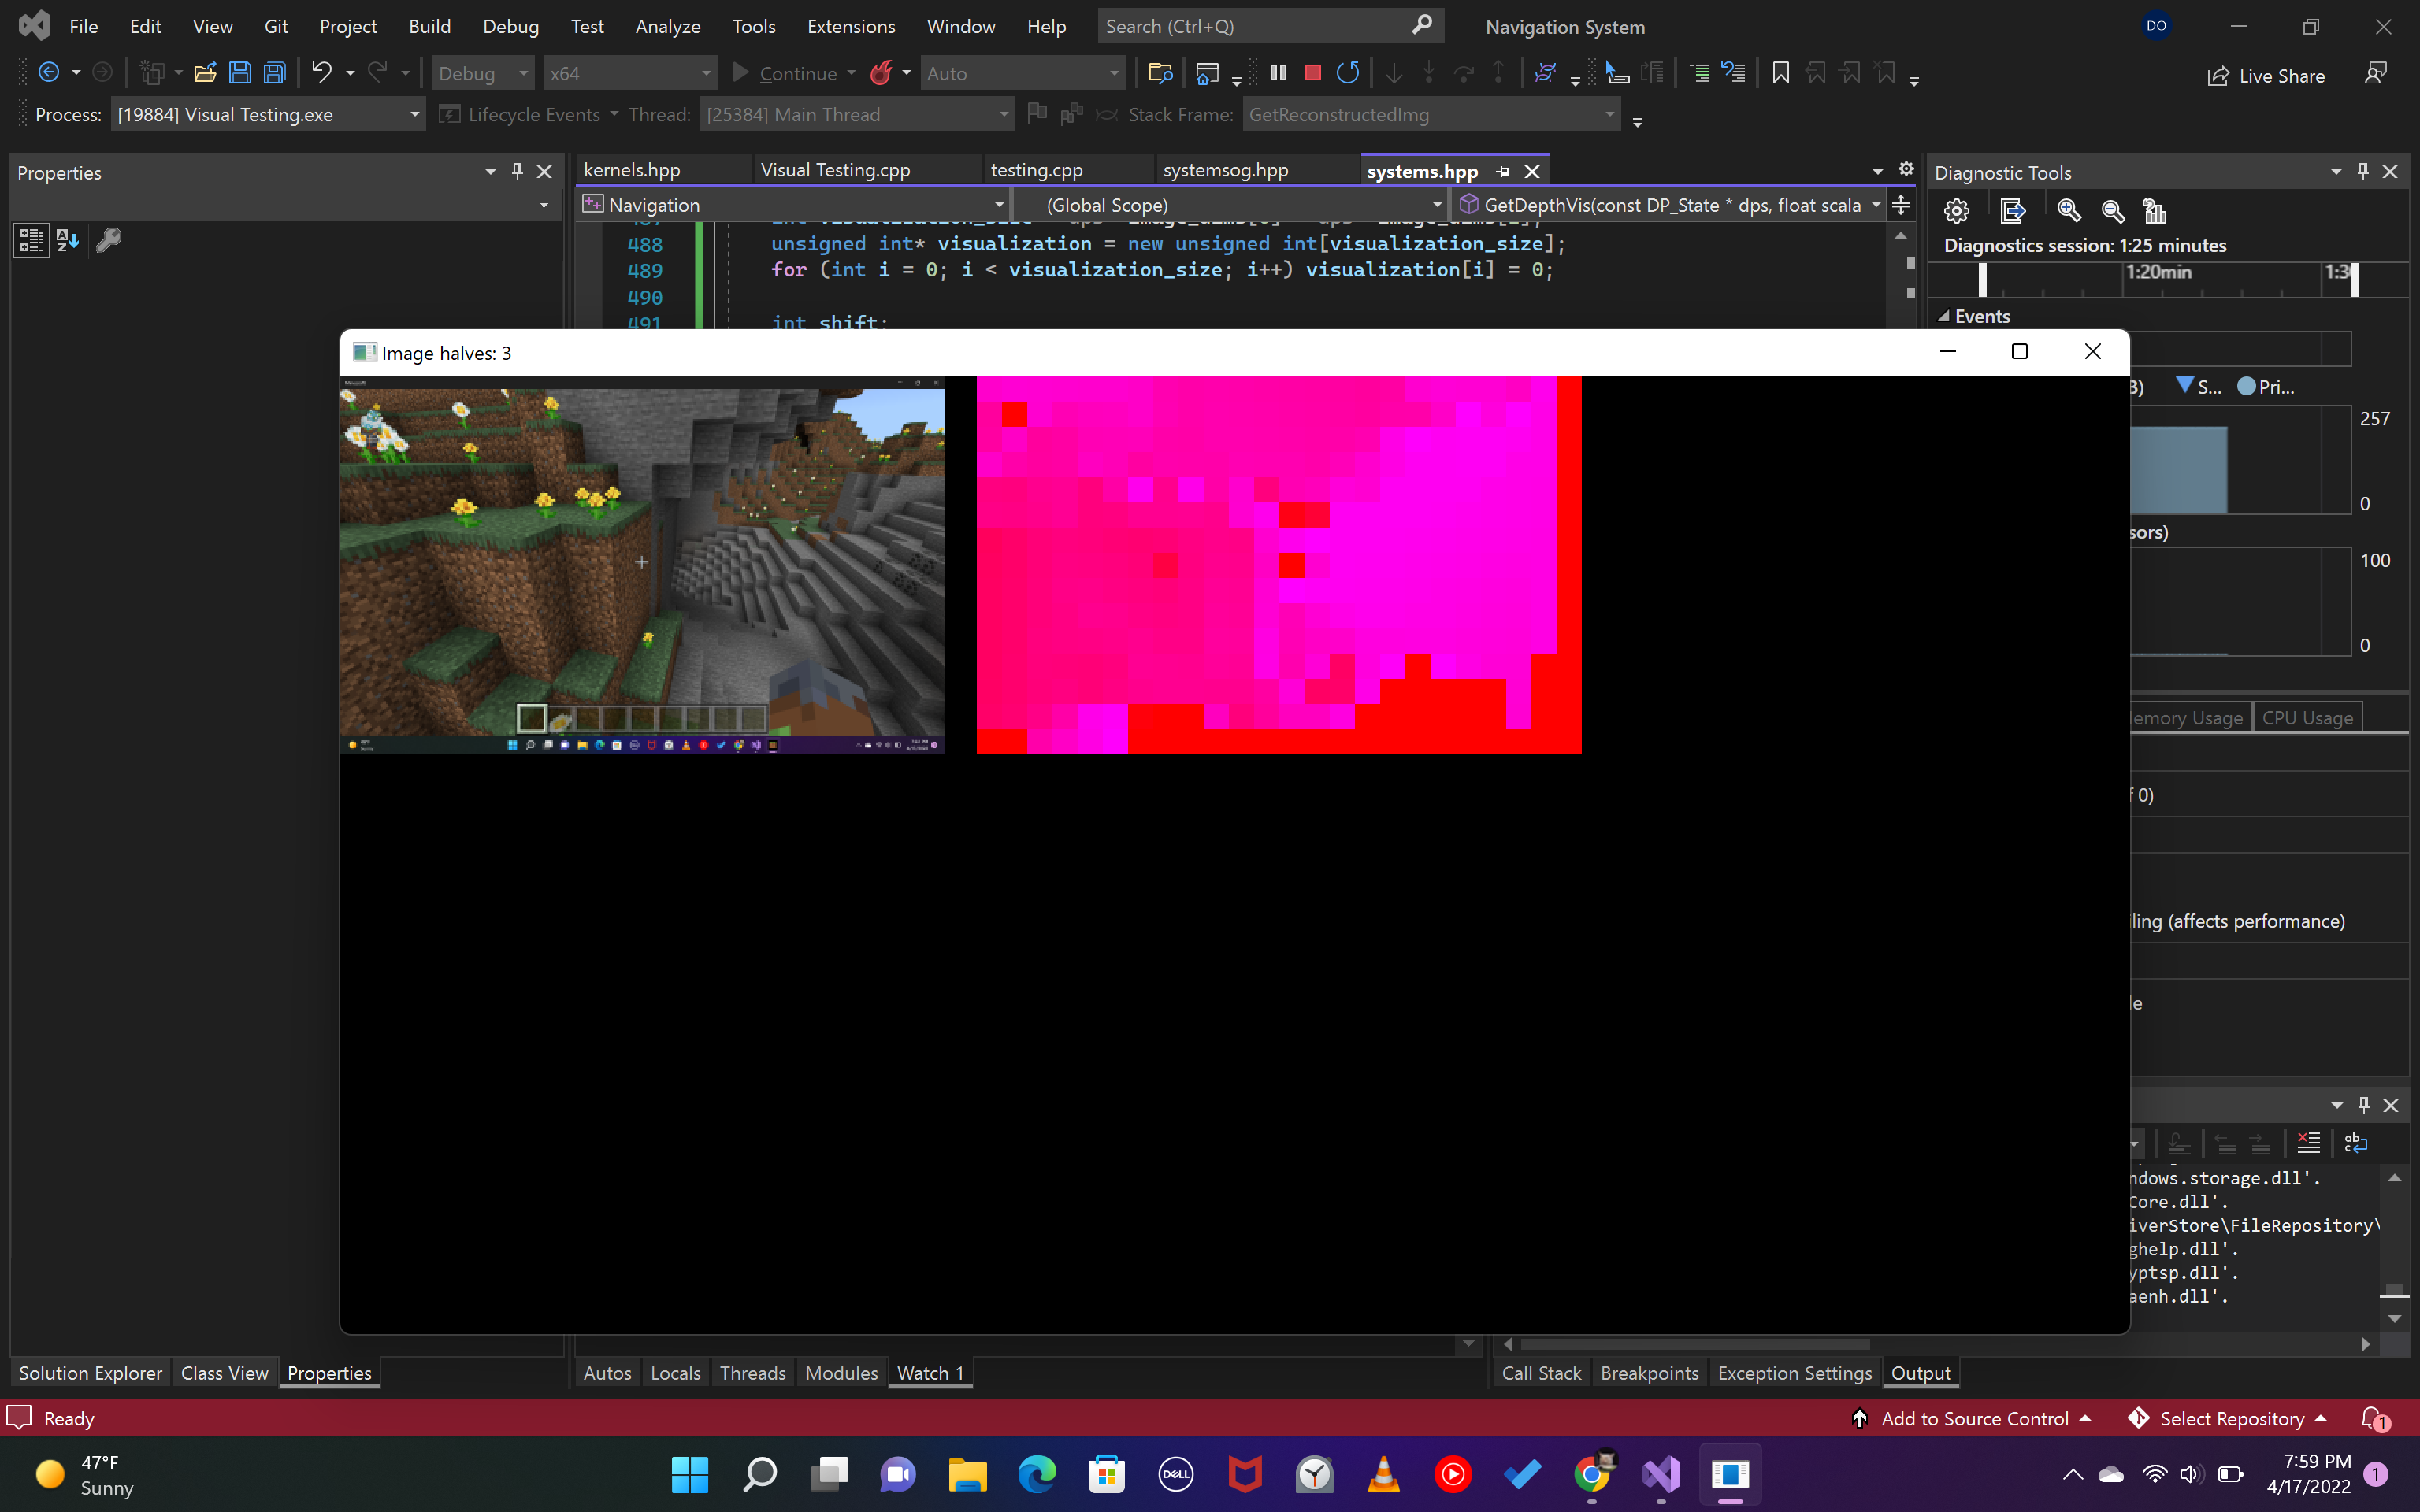 File Edit View Git Project Build Debug Test Analyze Tools Extensions Window Help Search (Ctrl+Q) Navigation System DO
Debug x64 Continue Auto Live Share
Process: [19884] Visual Testing.exe Lifecycle Events Thread: [25384] Main Thread Stack Frame: GetReconstructedImg
Properties
kernels.hpp Visual Testing.cpp testing.cpp systemsog.hpp systems.hpp
Diagnostic Tools
Navigation (Global Scope) GetDepthVis(const DP_State * dps, float scala
488 unsigned int* visualization = new unsigned int[visualization_size];
489 for (int i = 0; i < visualization_size; i++) visualization[i] = 0;
490
491 int shift;
Diagnostics session: 1:25 minutes
1:20min 1:3
Events
Image halves: 3
Minecraft
B) S... Pri...
257
0
sors)
100
0
emory Usage CPU Usage
f 0)
ling (affects performance)
le
ndows.storage.dll'.
Core.dll'.
iverStore\FileRepository\
ghelp.dll'.
yptsp.dll'.
aenh.dll'.
Solution Explorer Class View Properties
Autos Locals Threads Modules Watch 1
Call Stack Breakpoints Exception Settings Output
Ready
Add to Source Control Select Repository 1
47°F
Sunny
DELL
7:59 PM
4/17/2022 1